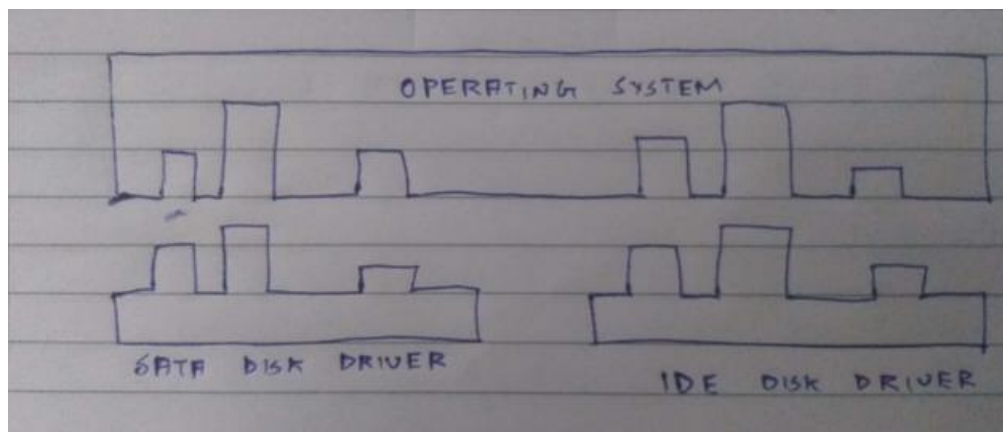 OPERATING SYSTEM
SATA DISK DRIVER
IDE DISK DRIVER